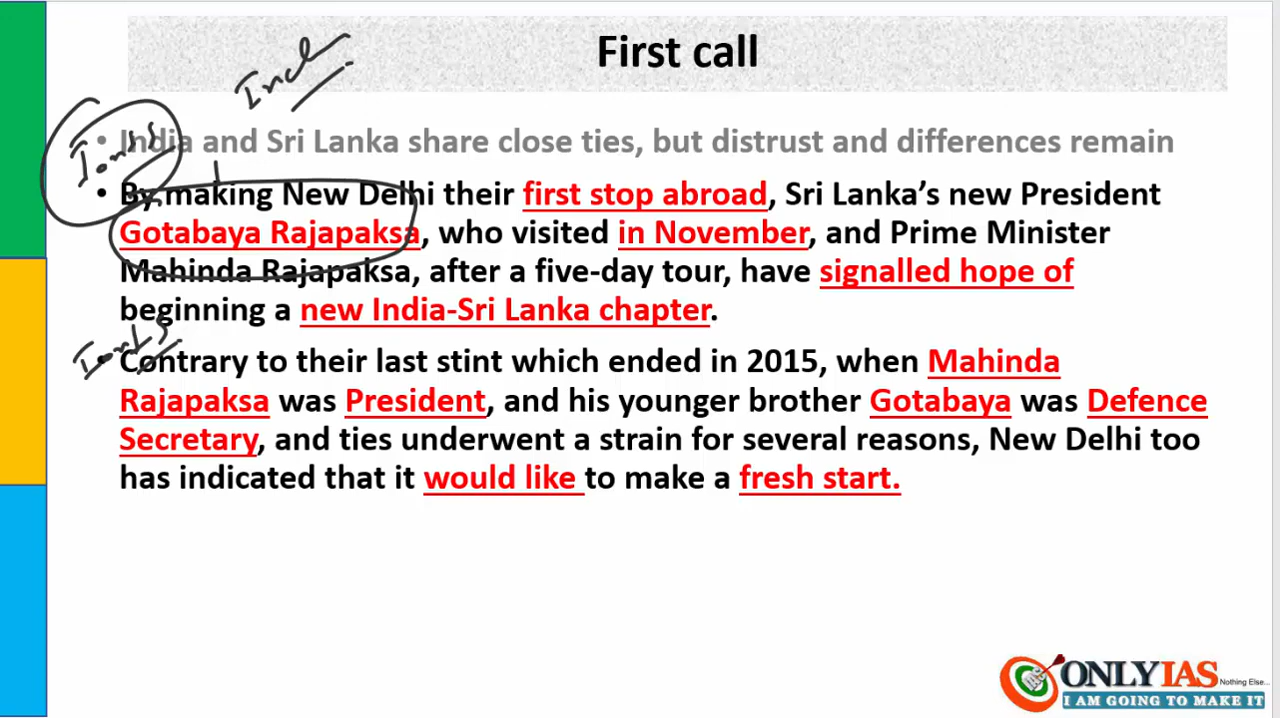 First call
• India and Sri Lanka share close ties, but distrust and differences remain
• By making New Delhi their first stop abroad, Sri Lanka's new President
Gotabaya Rajapaksa, who visited in November, and Prime Minister
Mahinda Rajapaksa, after a five-day tour, have signalled hope of
beginning a new India-Sri Lanka chapter.
• Contrary to their last stint which ended in 2015, when Mahinda
Rajapaksa was President, and his younger brother Gotabaya was Defence
Secretary, and ties underwent a strain for several reasons, New Delhi too
has indicated that it would like to make a fresh start.
ONLYIAS
Nothing Else...
I AM GOING TO MAKE IT